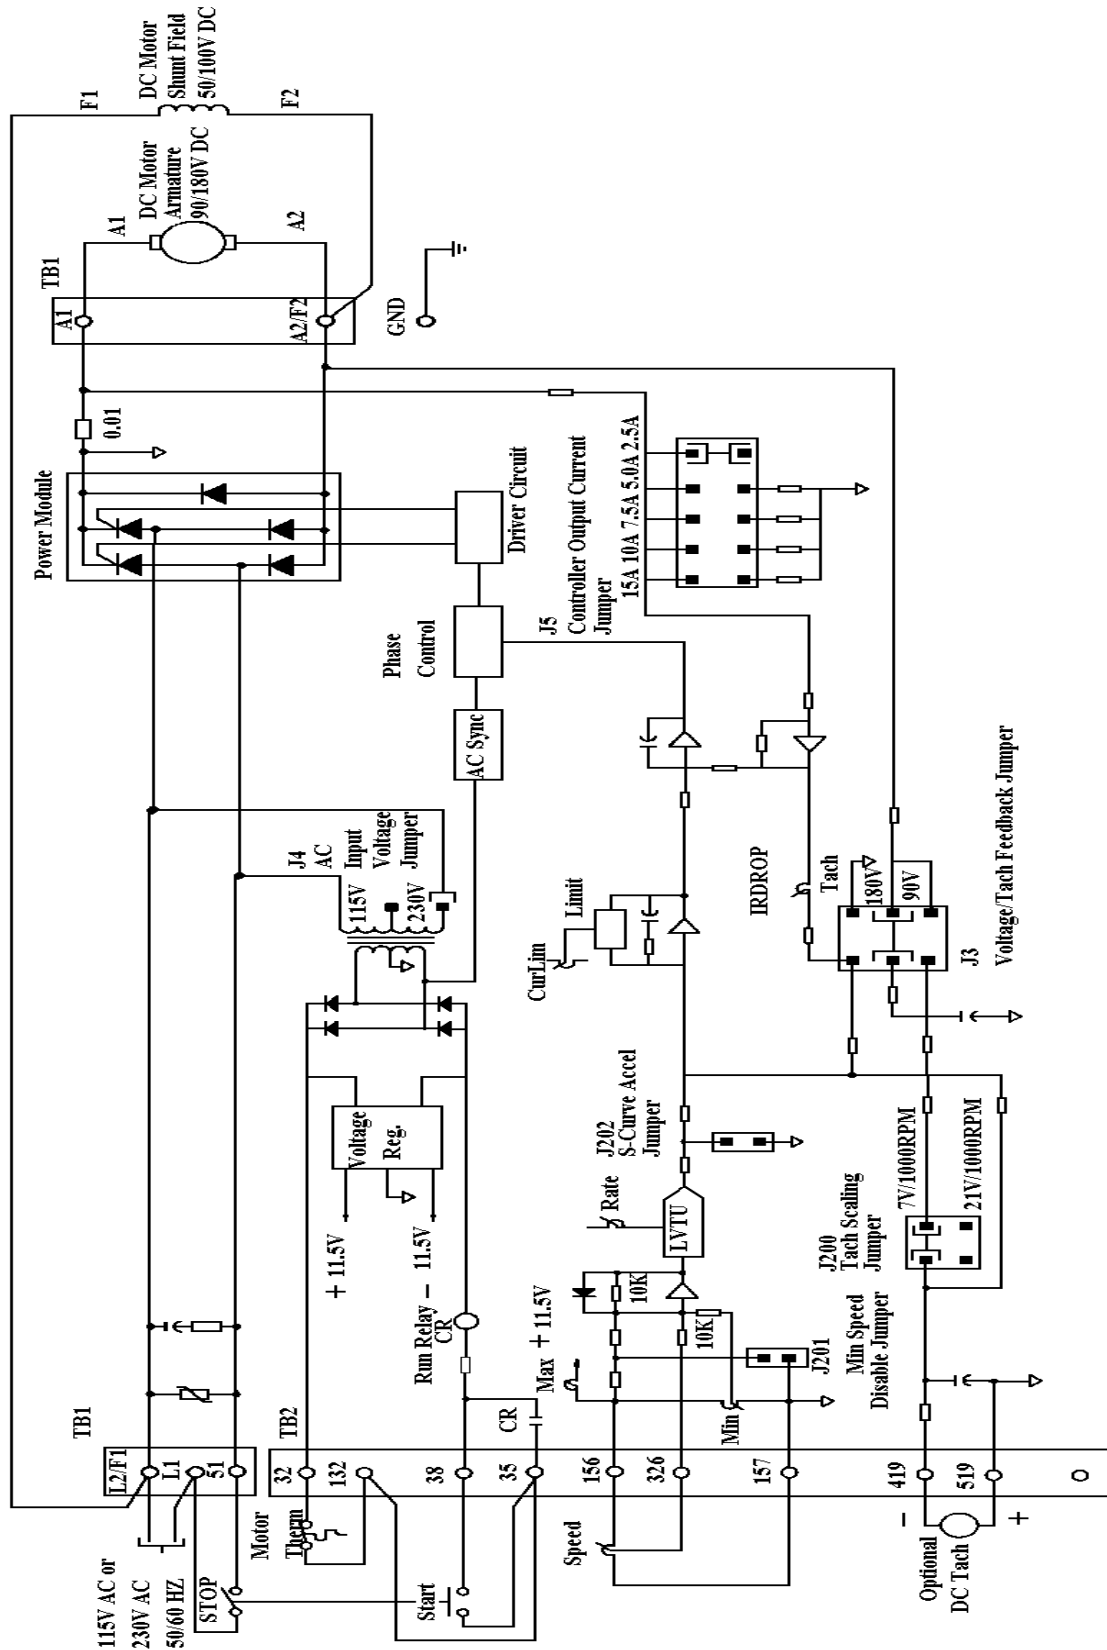 TB1
L2/F1
L1
51
115V AC or
230V AC
50/60 HZ
STOP
Motor
Therm
TB2
32
132
38
35
Start
CR
Run Relay
CR
+ 11.5V
− 11.5V
Voltage
Reg.
J4
AC
Input
Voltage
Jumper
115V
230V
AC Sync
Phase
Control
Driver Circuit
Power Module
0.01
TB1
A1
A2/F2
A1
A2
DC Motor
Armature
90/180V DC
F1
F2
DC Motor
Shunt Field
50/100V DC
GND
J5
Controller Output Current
Jumper
15A 10A 7.5A 5.0A 2.5A
Speed
156
326
157
Max
+ 11.5V
Min
10K
10K
J201
Min Speed
Disable Jumper
LVTU
Rate
J202
S-Curve Accel
Jumper
CurLim
Limit
IRDROP
Tach
180V
90V
J3
Voltage/Tach Feedback Jumper
J200
Tach Scaling
Jumper
7V/1000RPM
21V/1000RPM
419
519
−
+
Optional
DC Tach